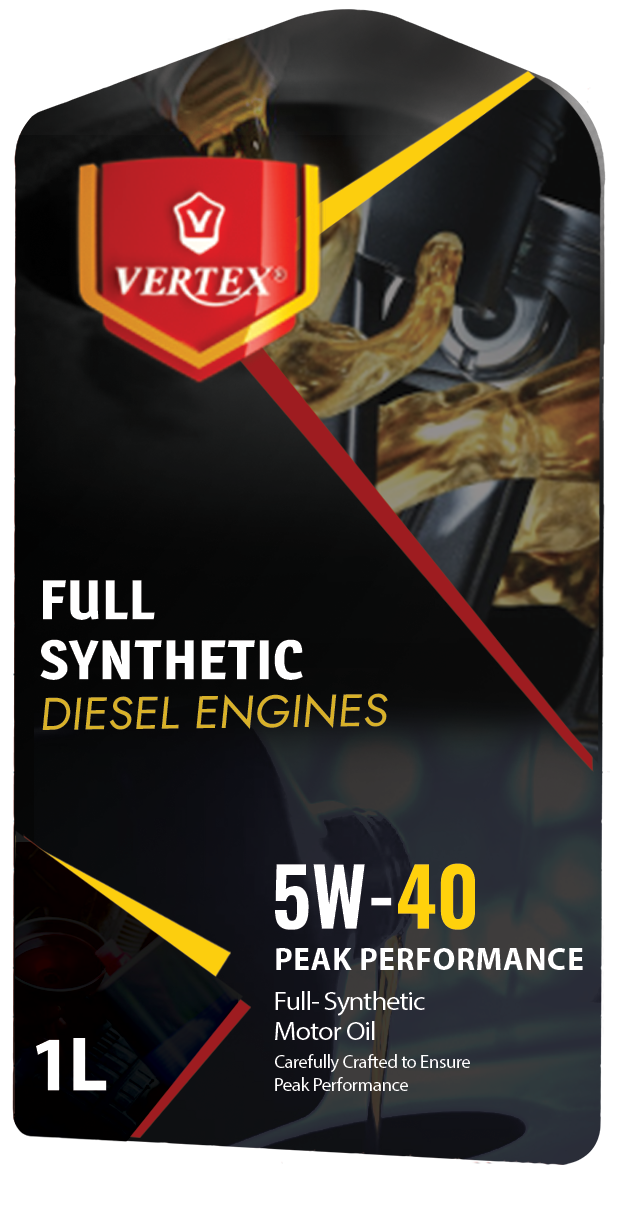 V
VERTEX®
FuLL
SYNTHETIC
DIESEL ENGINES
5W-40
PEAK PERFORMANCE
Full- Synthetic
Motor Oil
Carefully Crafted to Ensure
Peak Performance
1L